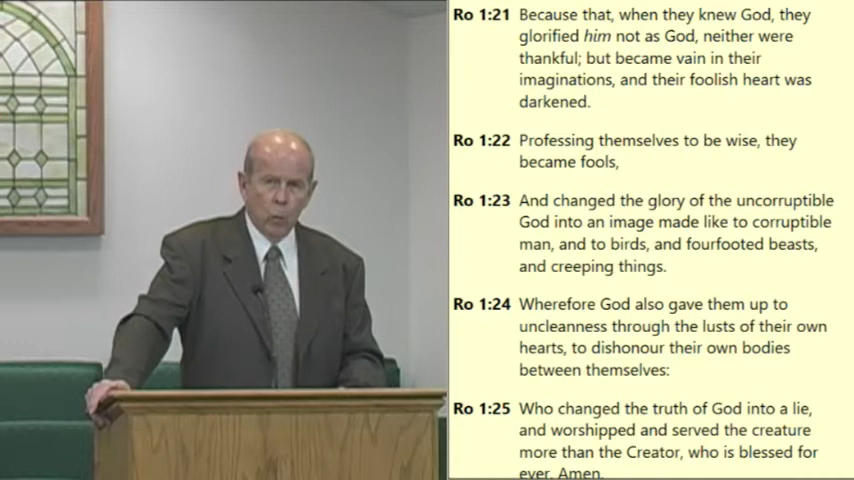 Ro 1:21 Because that, when they knew God, they
glorified him not as God, neither were
thankful; but became vain in their
imaginations, and their foolish heart was
darkened.
Ro 1:22 Professing themselves to be wise, they
became fools,
Ro 1:23 And changed the glory of the uncorruptible
God into an image made like to corruptible
man, and to birds, and fourfooted beasts,
and creeping things.
Ro 1:24 Wherefore God also gave them up to
uncleanness through the lusts of their own
hearts, to dishonour their own bodies
between themselves:
Ro 1:25 Who changed the truth of God into a lie,
and worshipped and served the creature
more than the Creator, who is blessed for
ever. Amen.